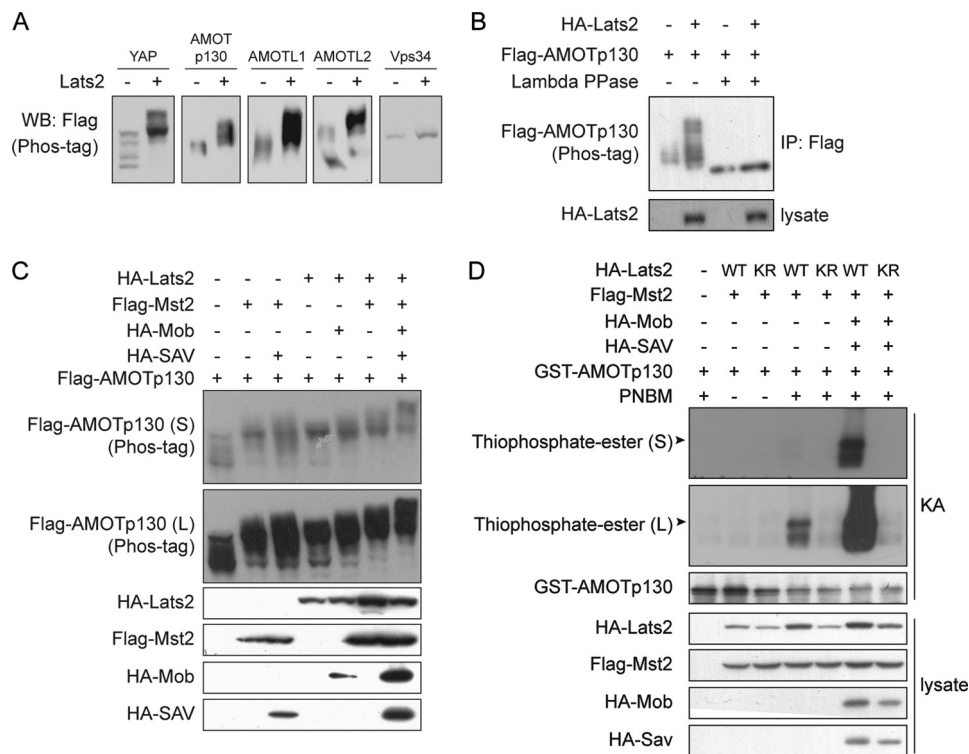 A
YAP
AMOT
p130
AMOTL1
AMOTL2
Vps34
Lats2 - + - + - + - + - +
WB: Flag
(Phos-tag)
B
HA-Lats2 - + - +
Flag-AMOTp130 + + + +
Lambda PPase - - + +
Flag-AMOTp130
(Phos-tag)
IP: Flag
HA-Lats2
lysate
C
HA-Lats2 - - - + + + +
Flag-Mst2 - + + - - + +
HA-Mob - - - - + - +
HA-SAV - - + - - - +
Flag-AMOTp130 + + + + + + +
Flag-AMOTp130 (S)
(Phos-tag)
Flag-AMOTp130 (L)
(Phos-tag)
HA-Lats2
Flag-Mst2
HA-Mob
HA-SAV
D
HA-Lats2 - WT KR WT KR WT KR
Flag-Mst2 - + + + + + +
HA-Mob - - - - - + +
HA-SAV - - - - - + +
GST-AMOTp130 + + + + + + +
PNBM + - - + + + +
Thiophosphate-ester (S)
Thiophosphate-ester (L)
KA
GST-AMOTp130
HA-Lats2
Flag-Mst2
HA-Mob
HA-Sav
lysate